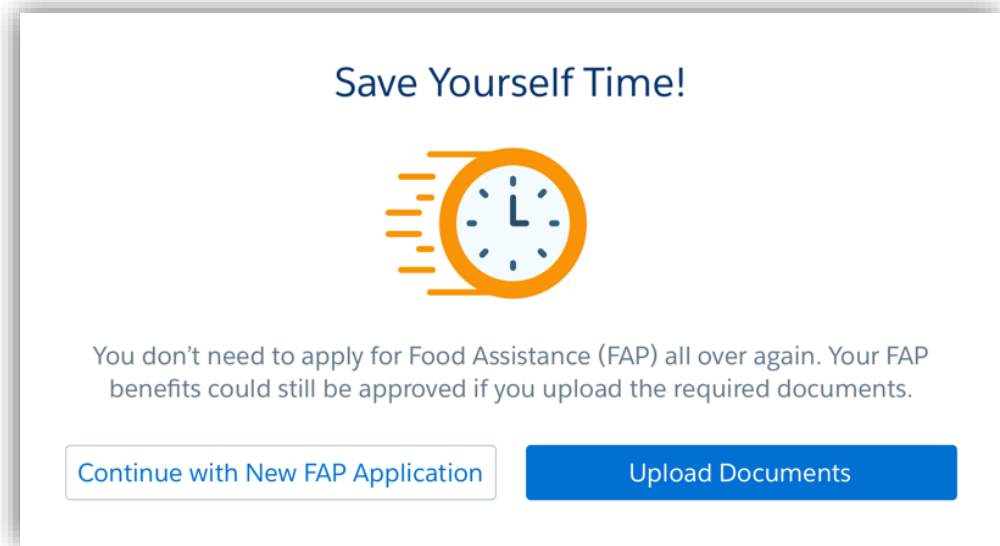 Save Yourself Time!
You don’t need to apply for Food Assistance (FAP) all over again. Your FAP
benefits could still be approved if you upload the required documents.
Continue with New FAP Application
Upload Documents